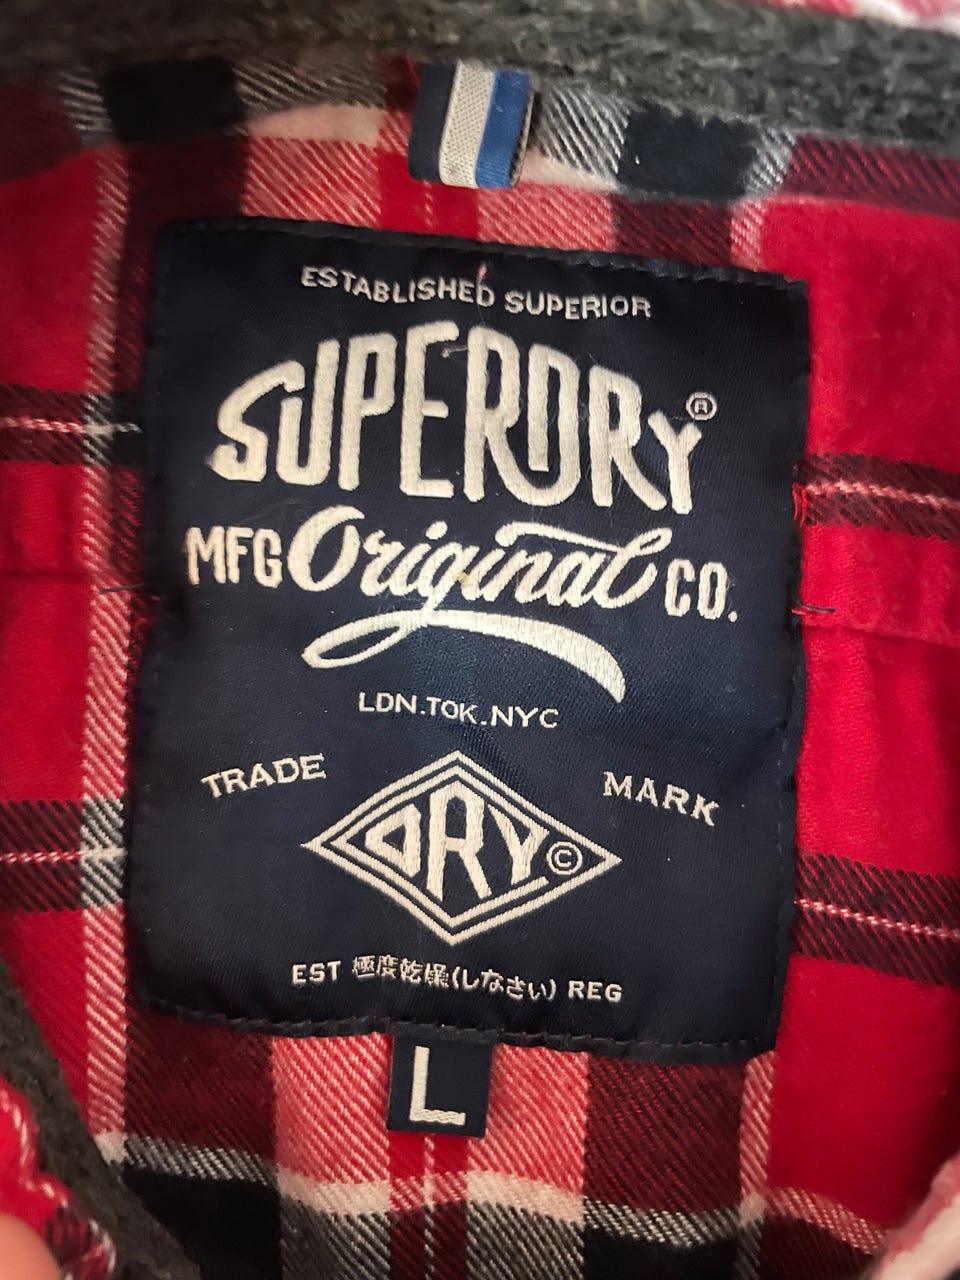 ESTABLISHED SUPERIOR
SUPERDRY®
MFG Original CO.
LDN.TOK.NYC
TRADE MARK
DRY©
EST 極度乾燥(しなさい) REG
L